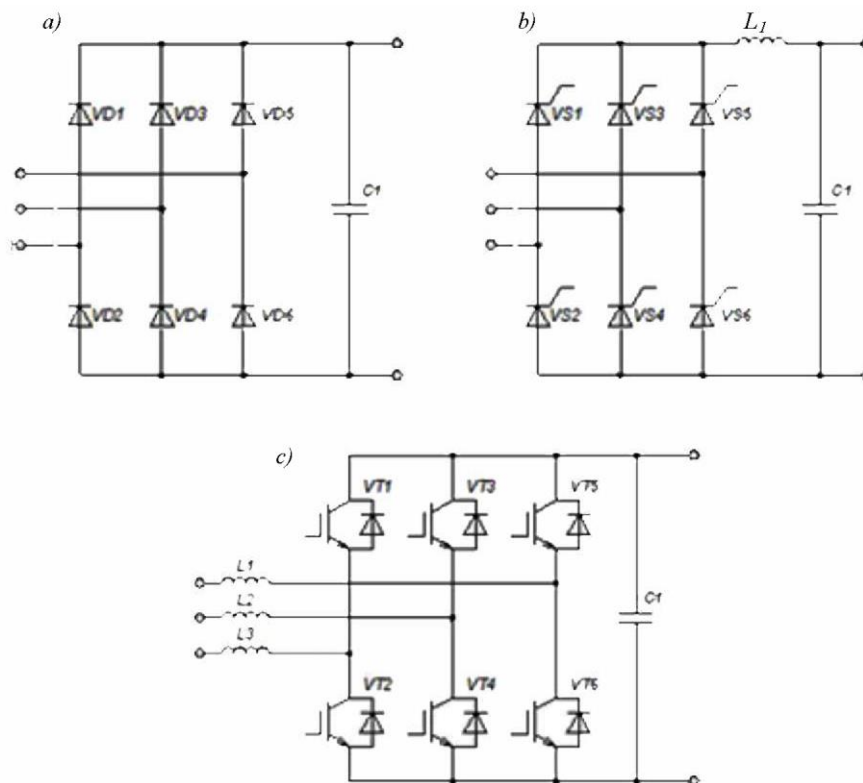 a)
VD1 VD3 VD5
C1
VD2 VD4 VD6
b)
L1
VS1 VS3 VS5
C1
VS2 VS4 VS6
c)
VT1 VT3 VT5
L1
L2
L3
C1
VT2 VT4 VT6